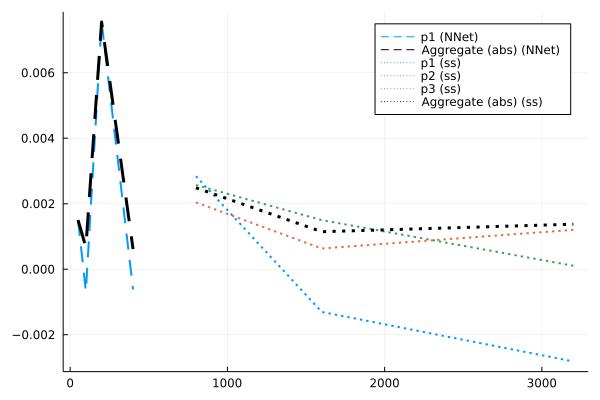 p1 (NNet)
Aggregate (abs) (NNet)
p1 (ss)
p2 (ss)
p3 (ss)
Aggregate (abs) (ss)
0.006
0.004
0.002
0.000
−0.002
0 1000 2000 3000